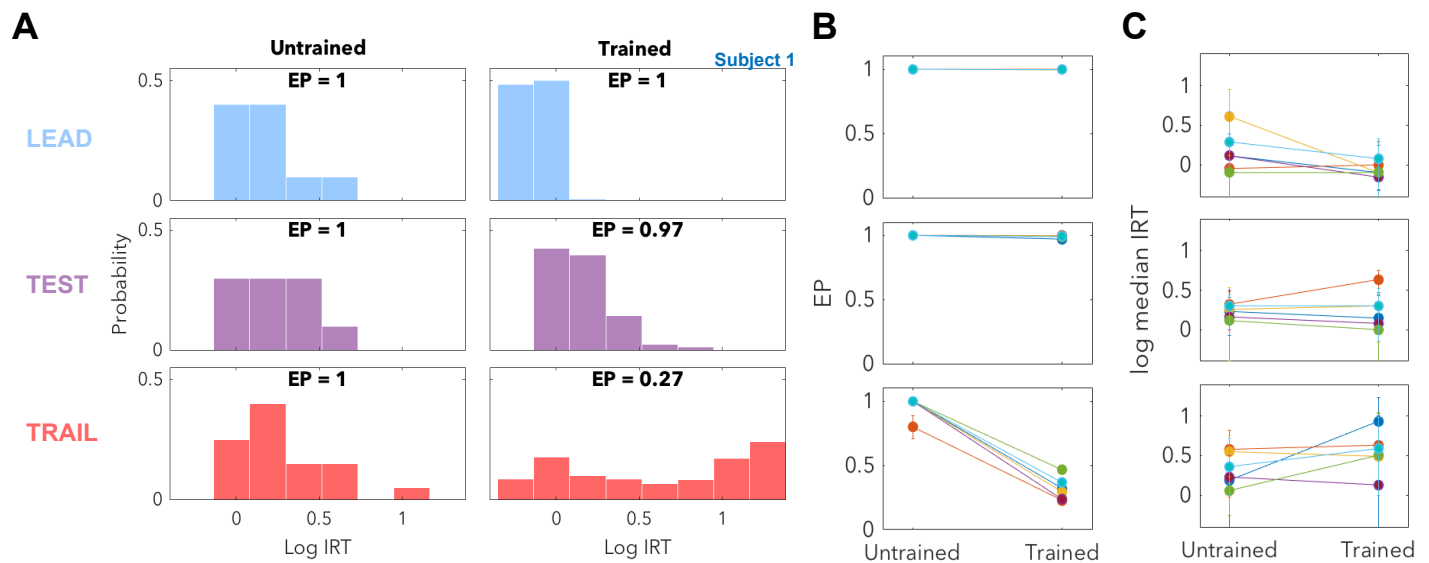 A
B
C
Untrained
Trained
Subject 1
LEAD
TEST
TRAIL
Probability
0.5
0
EP = 1
EP = 1
0.5
0
EP = 1
EP = 0.97
0.5
0
EP = 1
EP = 0.27
0
0.5
1
0
0.5
1
Log IRT
Log IRT
EP
1
0.5
0
1
0.5
0
1
0.5
0
Untrained
Trained
log median IRT
1
0.5
0
1
0.5
0
1
0.5
0
Untrained
Trained